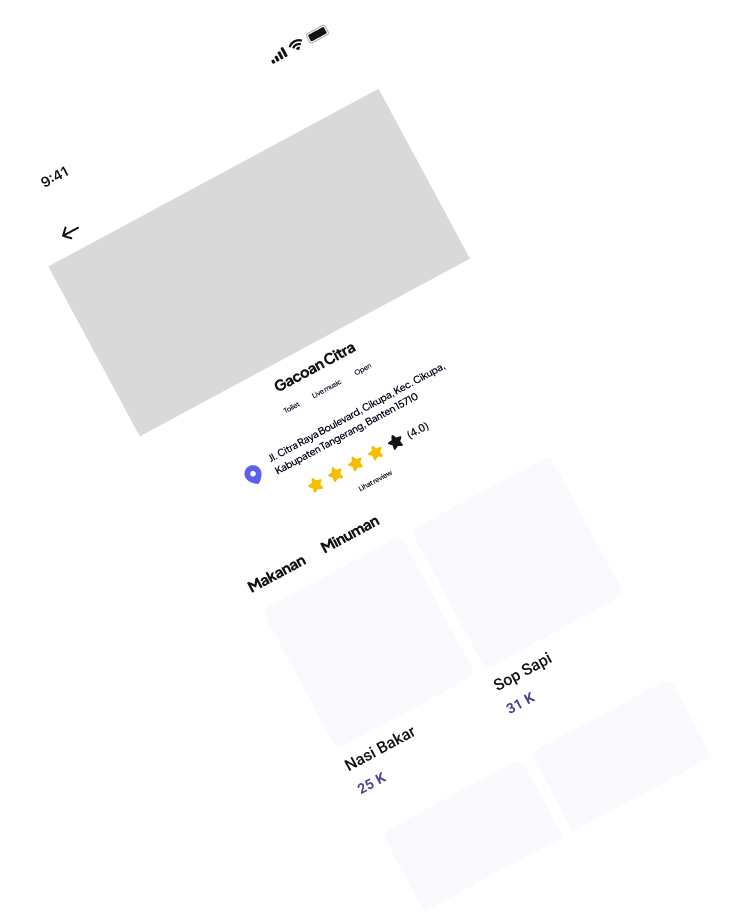 9:41
Gacoan Citra
Toilet Live music Open
Jl. Citra Raya Boulevard, Cikupa, Kec. Cikupa,
Kabupaten Tangerang, Banten 15710
(4.0)
Lihat review
Makanan Minuman
Nasi Bakar
25 K
Sop Sapi
31 K